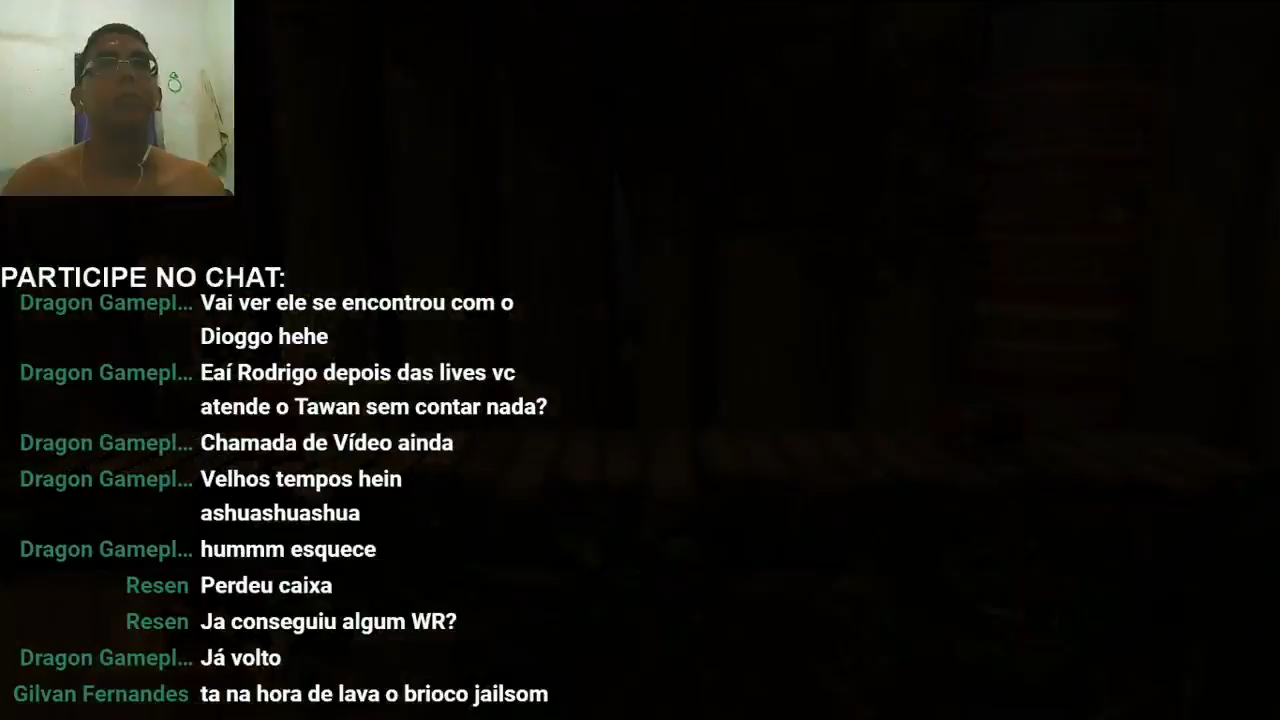 PARTICIPE NO CHAT:
Dragon Gamepl... Vai ver ele se encontrou com o
Dioggo hehe
Dragon Gamepl... Eaí Rodrigo depois das lives vc
atende o Tawan sem contar nada?
Dragon Gamepl... Chamada de Vídeo ainda
Dragon Gamepl... Velhos tempos hein
ashuashuashua
Dragon Gamepl... hummm esquece
Resen Perdeu caixa
Resen Ja conseguiu algum WR?
Dragon Gamepl... Já volto
Gilvan Fernandes ta na hora de lava o brioco jailsom